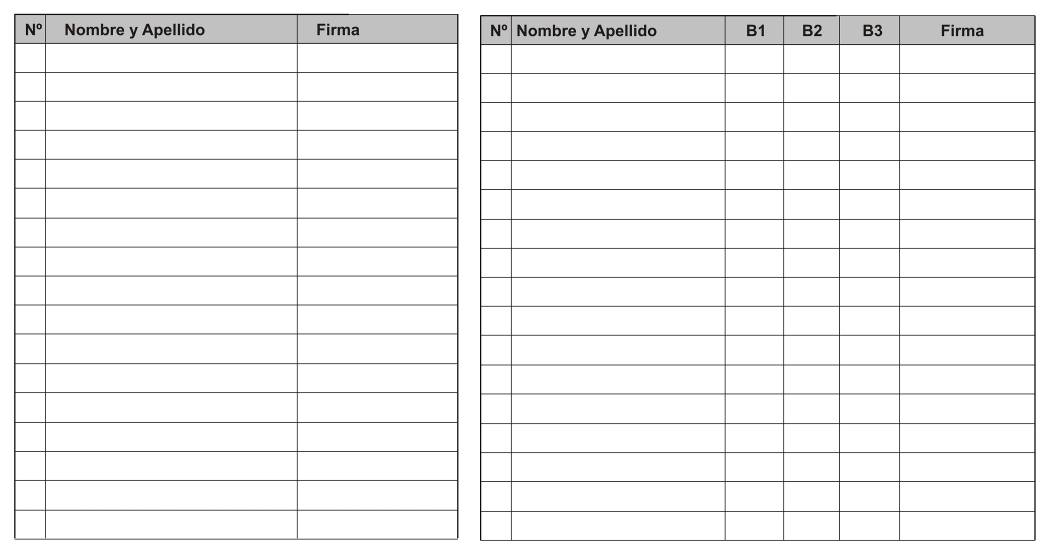 Nº Nombre y Apellido Firma
Nº Nombre y Apellido B1 B2 B3 Firma